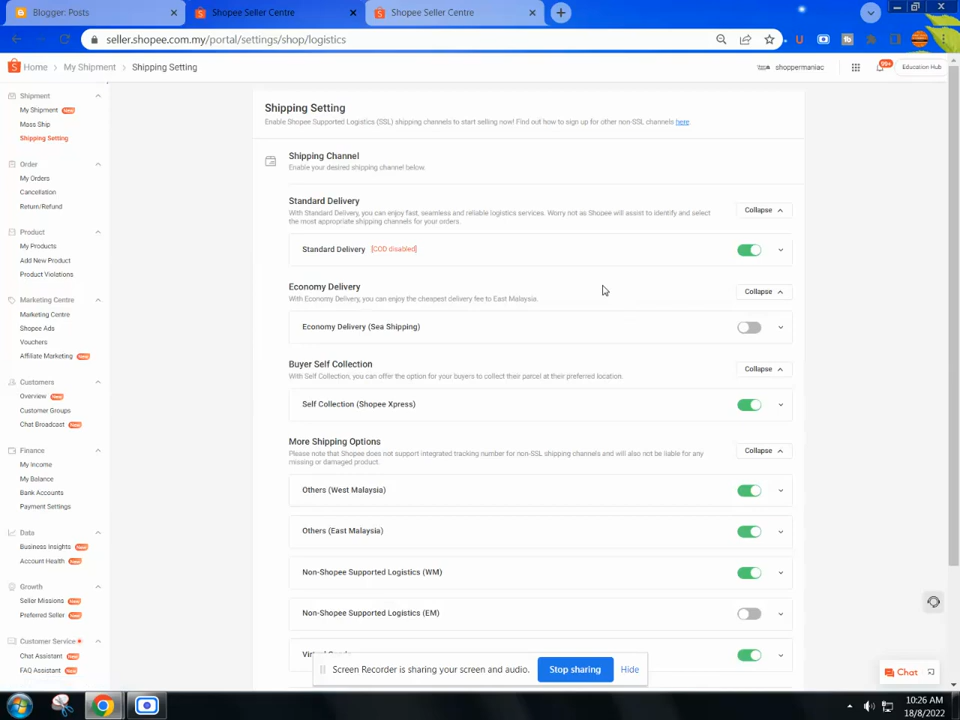 Blogger: Posts
Shopee Seller Centre
Shopee Seller Centre
seller.shopee.com.my/portal/settings/shop/logistics
Home > My Shipment > Shipping Setting
shoppermaniac
99+
Education Hub
Shipment
My Shipment New
Mass Ship
Shipping Setting
Order
My Orders
Cancellation
Return/Refund
Product
My Products
Add New Product
Product Violations
Marketing Centre
Marketing Centre
Shopee Ads
Vouchers
Affiliate Marketing New
Customers
Overview New
Customer Groups
Chat Broadcast New
Finance
My Income
My Balance
Bank Accounts
Payment Settings
Data
Business Insights New
Account Health New
Growth
Seller Missions New
Preferred Seller New
Customer Service
Chat Assistant New
FAQ Assistant New
Shipping Setting
Enable Shopee Supported Logistics (SSL) shipping channels to start selling now! Find out how to sign up for other non-SSL channels here
Shipping Channel
Enable your desired shipping channel below.
Standard Delivery
With Standard Delivery, you can enjoy fast, seamless and reliable logistics services. Worry not as Shopee will assist to identify and select
the most appropriate shipping channels for your orders.
Collapse
Standard Delivery [COD disabled]
Economy Delivery
With Economy Delivery, you can enjoy the cheapest delivery fee to East Malaysia.
Collapse
Economy Delivery (Sea Shipping)
Buyer Self Collection
With Self Collection, you can offer the option for your buyers to collect their parcel at their preferred location.
Collapse
Self Collection (Shopee Xpress)
More Shipping Options
Please note that Shopee does not support integrated tracking number for non-SSL shipping channels and will also not be liable for any
missing or damaged product.
Collapse
Others (West Malaysia)
Others (East Malaysia)
Non-Shopee Supported Logistics (WM)
Non-Shopee Supported Logistics (EM)
Screen Recorder is sharing your screen and audio.
Stop sharing
Hide
Chat
10:26 AM
18/8/2022